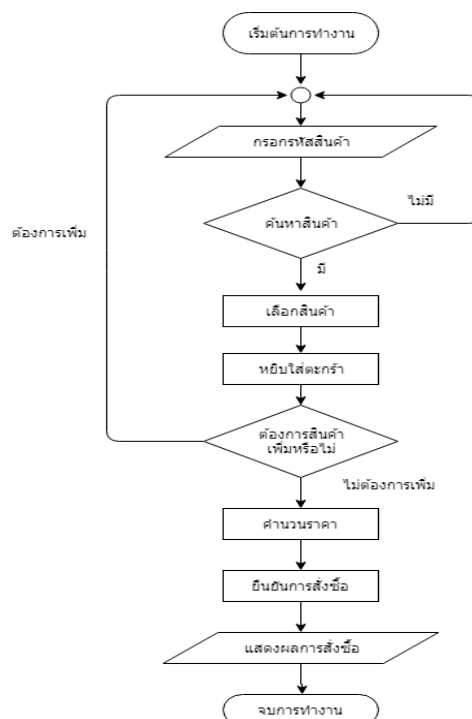 เริ่มต้นการทำงาน
กรอกรหัสสินค้า
ค้นหาสินค้า
ไม่มี
ต้องการเพิ่ม
มี
เลือกสินค้า
หยิบใส่ตะกร้า
ต้องการสินค้า
เพิ่มหรือไม่
ไม่ต้องการเพิ่ม
คำนวนราคา
ยืนยันการสั่งซื้อ
แสดงผลการสั่งซื้อ
จบการทำงาน